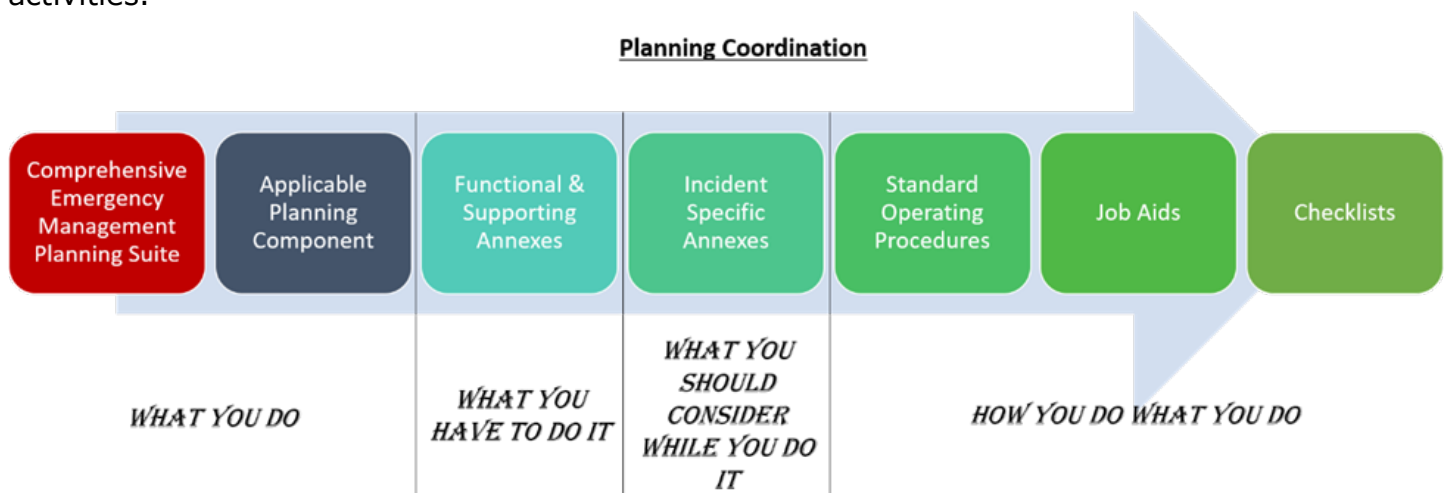 activities.
Planning Coordination
Comprehensive
Emergency
Management
Planning Suite
Applicable
Planning
Component
Functional &
Supporting
Annexes
Incident
Specific
Annexes
Standard
Operating
Procedures
Job Aids
Checklists
WHAT YOU DO
WHAT YOU
HAVE TO DO IT
WHAT YOU
SHOULD
CONSIDER
WHILE YOU DO
IT
HOW YOU DO WHAT YOU DO